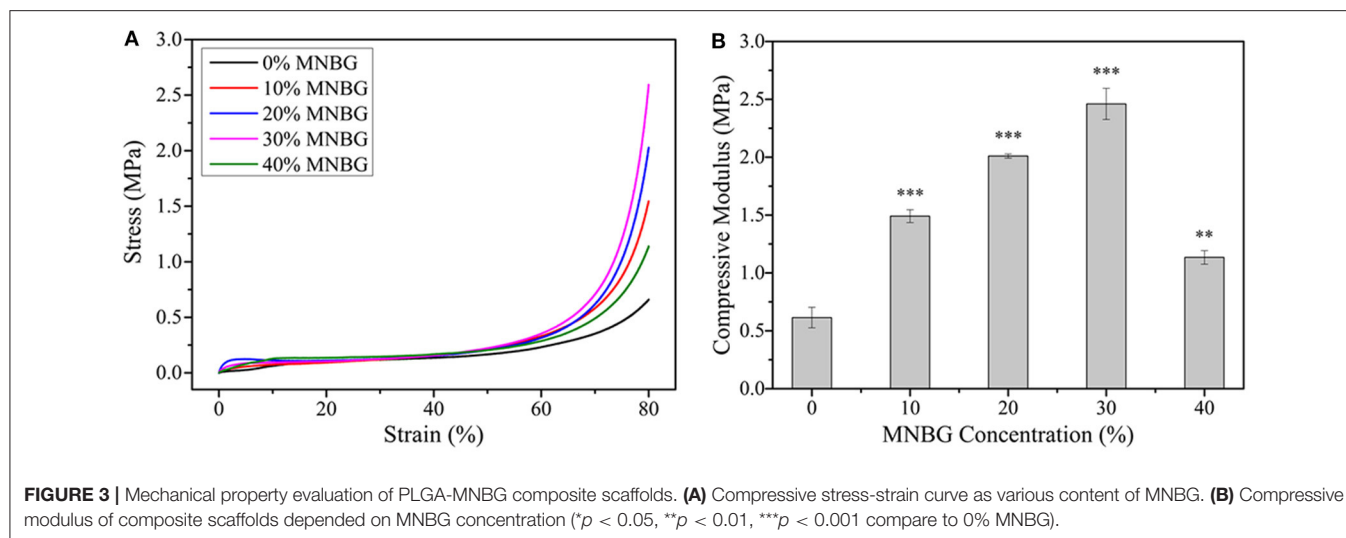 A
3.0
2.5
2.0
1.5
1.0
0.5
0.0
Stress (MPa)
0% MNBG
10% MNBG
20% MNBG
30% MNBG
40% MNBG
0 20 40 60 80
Strain (%)
B
3.0
2.5
2.0
1.5
1.0
0.5
0.0
Compressive Modulus (MPa)
***
***
***
**
0 10 20 30 40
MNBG Concentration (%)
FIGURE 3 | Mechanical property evaluation of PLGA-MNBG composite scaffolds. (A) Compressive stress-strain curve as various content of MNBG. (B) Compressive
modulus of composite scaffolds depended on MNBG concentration (*p < 0.05, **p < 0.01, ***p < 0.001 compare to 0% MNBG).